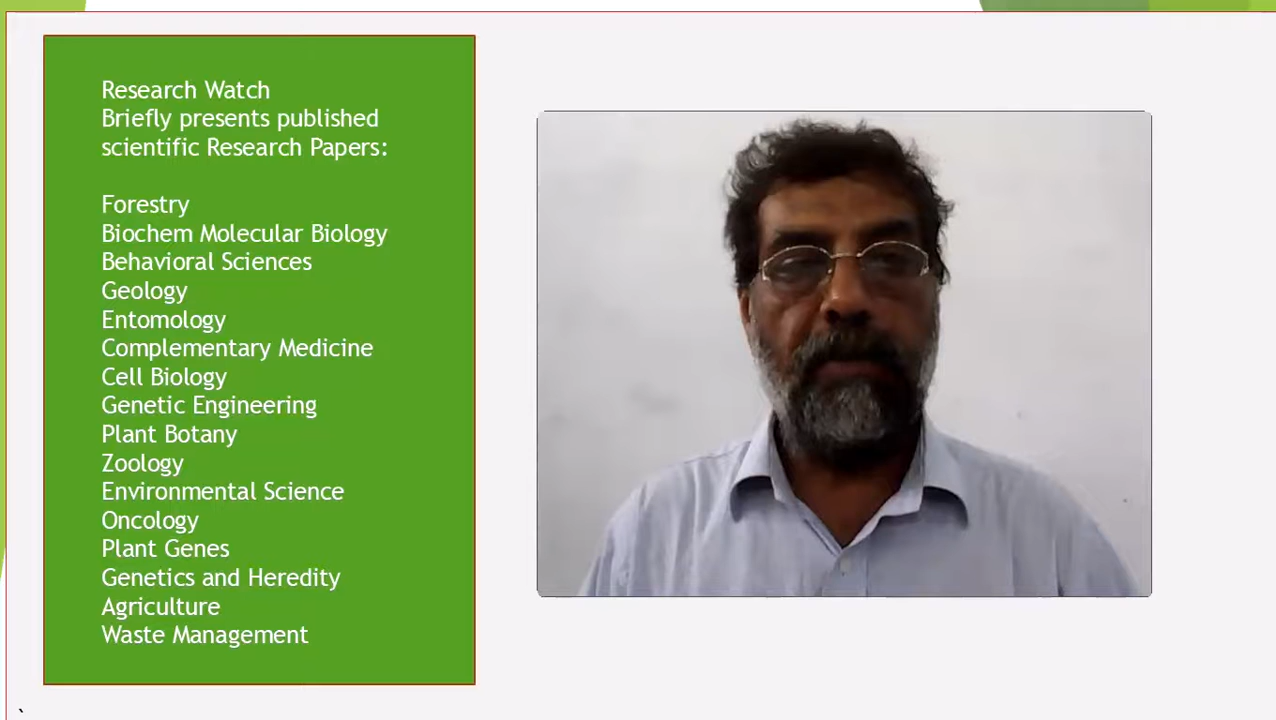 Research Watch
Briefly presents published
scientific Research Papers:
Forestry
Biochem Molecular Biology
Behavioral Sciences
Geology
Entomology
Complementary Medicine
Cell Biology
Genetic Engineering
Plant Botany
Zoology
Environmental Science
Oncology
Plant Genes
Genetics and Heredity
Agriculture
Waste Management
`